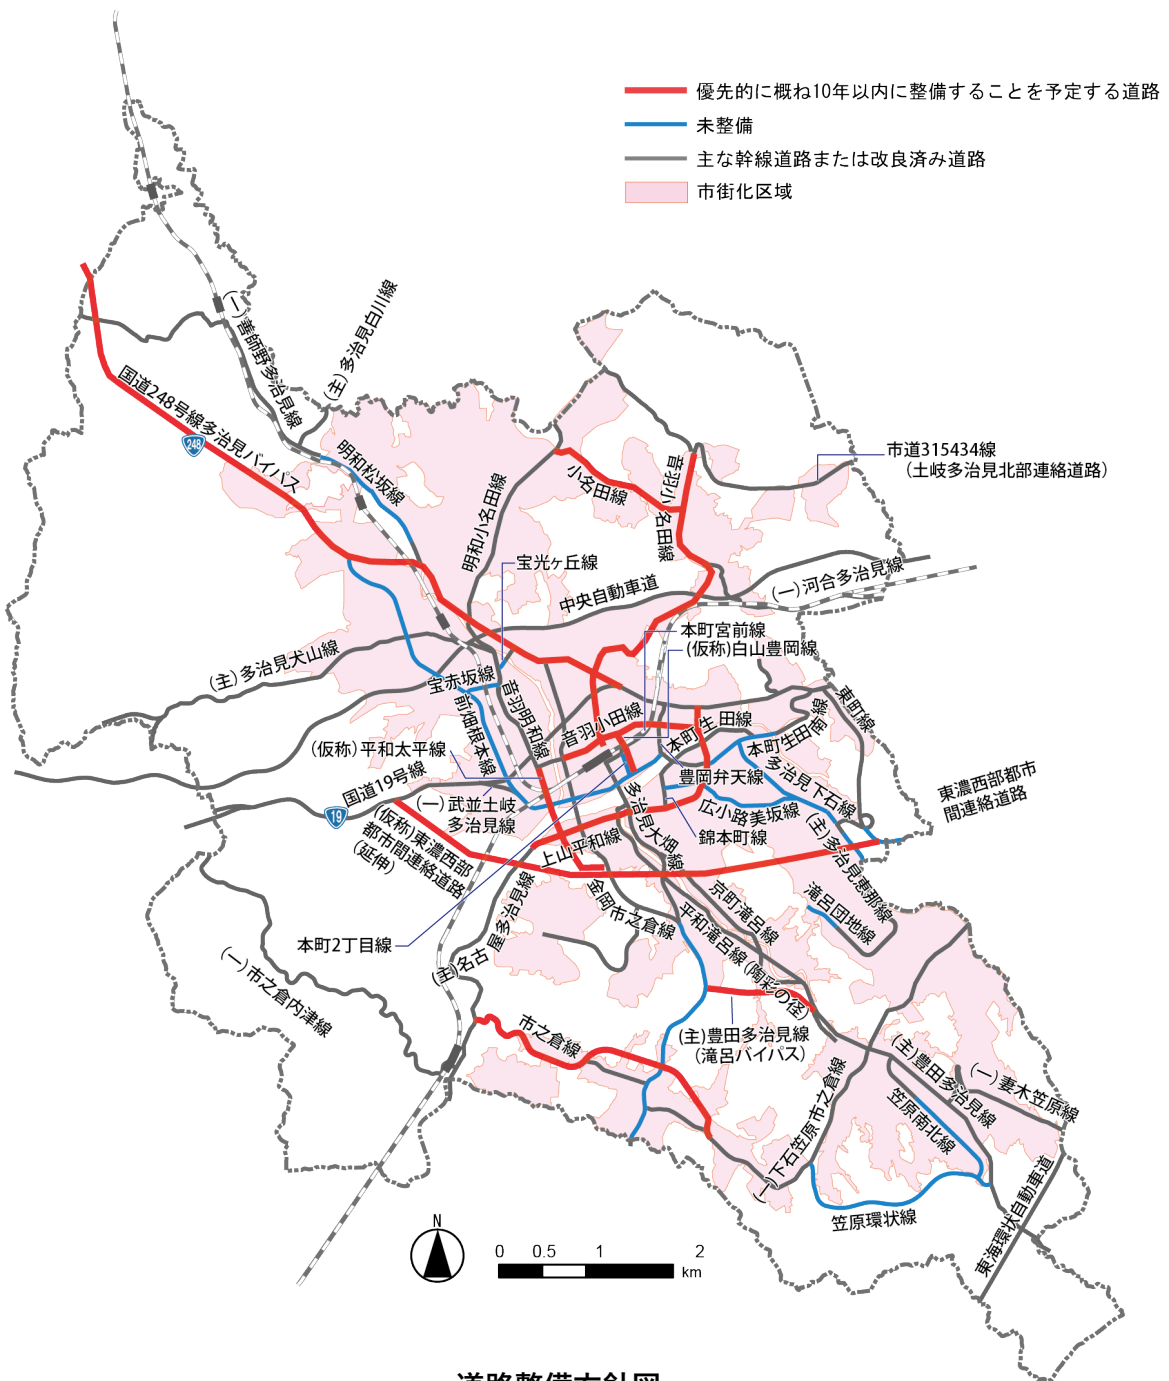 優先的に概ね10年以内に整備することを予定する道路
未整備
主な幹線道路または改良済み道路
市街化区域
(一)善師野多治見線
(主)多治見白川線
国道248号線多治見バイパス
248
明和松坂線
小名田線
音羽小名田線
市道315434線
(土岐多治見北部連絡道路)
明和小名田線
宝光ヶ丘線
中央自動車道
(一)河合多治見線
本町宮前線
(仮称)白山豊岡線
(主)多治見犬山線
宝赤坂線
音羽明和線
前畑根本線
音羽小田線
本町生田線
本町生田南線
東町線
(仮称)平和太平線
国道19号線
19
豊岡弁天線
多治見下石線
東濃西部都市
間連絡道路
(一)武並土岐
多治見線
多治見大畑線
広小路美坂線
錦本町線
(主)多治見恵那線
(仮称)東濃西部
都市間連絡道路
(延伸)
上山平和線
金岡市之倉線
京町滝呂線
滝呂団地線
平和滝呂線(陶彩の径)
本町2丁目線
(主)名古屋多治見線
(一)市之倉内津線
市之倉線
(主)豊田多治見線
(滝呂バイパス)
(主)豊田多治見線
(一)妻木笠原線
笠原南北線
(一)下石笠原市之倉線
笠原環状線
東海環状自動車道
N
0 0.5 1 2
km
道路整備方針図